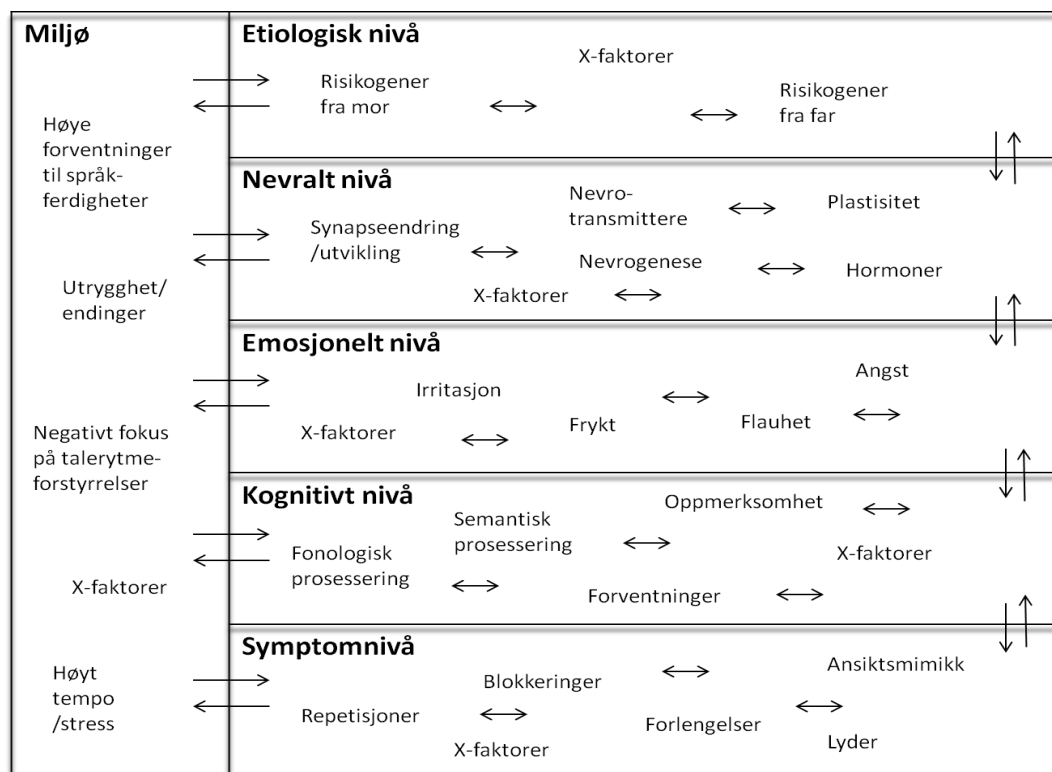 Miljø
Høye
forventninger
til språk-
ferdigheter
Utrygghet/
endinger
Negativt fokus
på talerytme-
forstyrrelser
X-faktorer
Høyt
tempo
/stress
Etiologisk nivå
X-faktorer
Risikogener
fra mor
Risikogener
fra far
Nevralt nivå
Nevro-
transmittere
Plastisitet
Synapseendring
/utvikling
Nevrogenese
Hormoner
X-faktorer
Emosjonelt nivå
Angst
Irritasjon
Flauhet
Frykt
X-faktorer
Kognitivt nivå
Oppmerksomhet
Semantisk
prosessering
X-faktorer
Fonologisk
prosessering
Forventninger
Symptomnivå
Ansiktsmimikk
Blokkeringer
Repetisjoner
Forlengelser
Lyder
X-faktorer